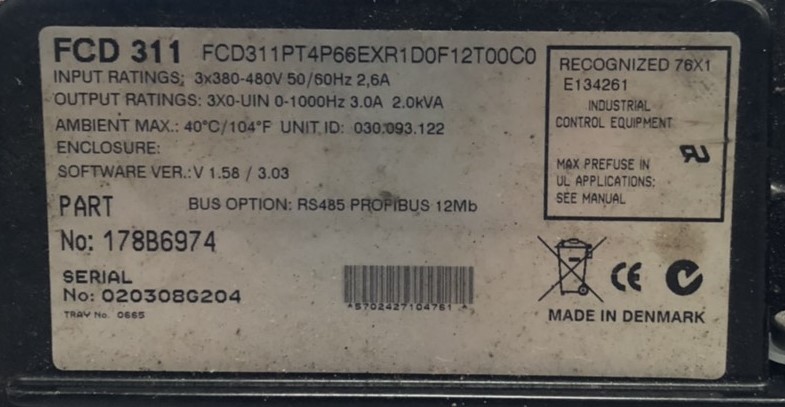 FCD 311 FCD311PT4P66EXR1D0F12T00C0
INPUT RATINGS: 3x380-480V 50/60Hz 2,6A
OUTPUT RATINGS: 3X0-UIN 0-1000Hz 3.0A 2.0kVA
AMBIENT MAX.: 40°C/104°F UNIT ID: 030.093.122
ENCLOSURE:
SOFTWARE VER.:V 1.58 / 3.03
PART BUS OPTION: RS485 PROFIBUS 12Mb
No: 178B6974
SERIAL
No: 020308G204
TRAY No. 0665
*5702427104761 *
RECOGNIZED 76X1
E134261
INDUSTRIAL
CONTROL EQUIPMENT
MAX PREFUSE IN
UL APPLICATIONS:
SEE MANUAL
CE
MADE IN DENMARK